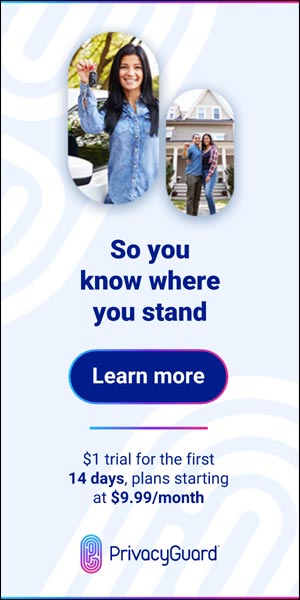 So you
know where
you stand
Learn more
$1 trial for the first
14 days, plans starting
at $9.99/month
PrivacyGuard